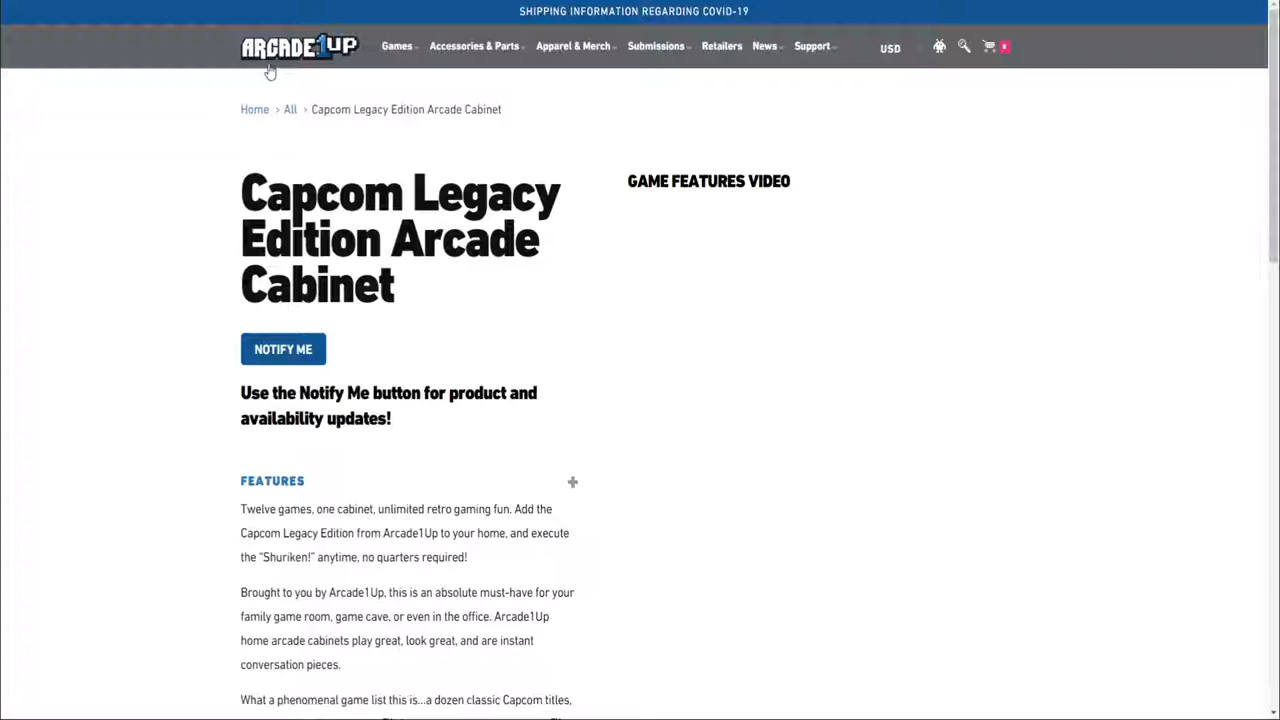 SHIPPING INFORMATION REGARDING COVID-19
ARCADE1UP Games Accessories & Parts Apparel & Merch Submissions Retailers News Support USD
Home > All > Capcom Legacy Edition Arcade Cabinet
Capcom Legacy
Edition Arcade
Cabinet
GAME FEATURES VIDEO
NOTIFY ME
Use the Notify Me button for product and
availability updates!
FEATURES +
Twelve games, one cabinet, unlimited retro gaming fun. Add the
Capcom Legacy Edition from Arcade1Up to your home, and execute
the “Shuriken!” anytime, no quarters required!
Brought to you by Arcade1Up, this is an absolute must-have for your
family game room, game cave, or even in the office. Arcade1Up
home arcade cabinets play great, look great, and are instant
conversation pieces.
What a phenomenal game list this is...a dozen classic Capcom titles,